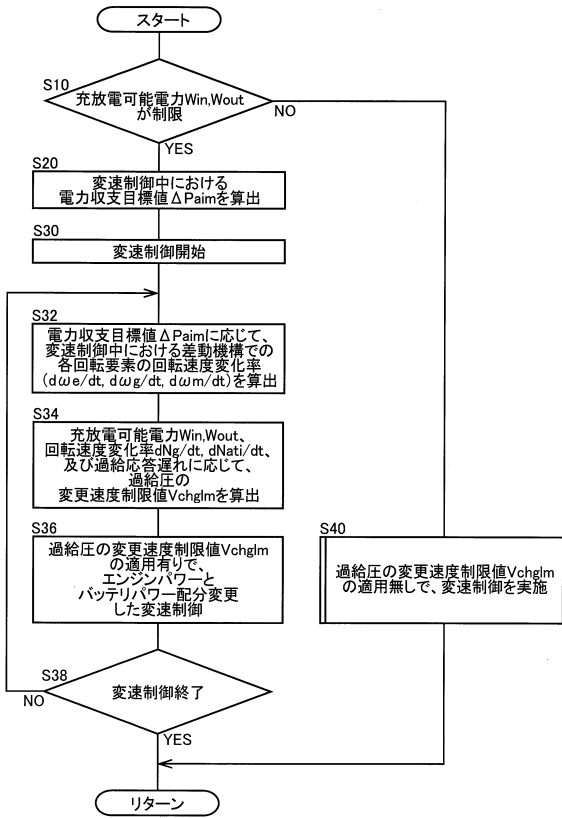 スタート
S10
充放電可能電力Win,Wout
が制限
NO
YES
S20
変速制御中における
電力収支目標値ΔPaimを算出
S30
変速制御開始
S32
電力収支目標値ΔPaimに応じて、
変速制御中における差動機構での
各回転要素の回転速度変化率
(dωe/dt, dωg/dt, dωm/dt)を算出
S34
充放電可能電力Win,Wout、
回転速度変化率dNg/dt, dNati/dt、
及び過給応答遅れに応じて、
過給圧の
変更速度制限値Vchglmを算出
S36
過給圧の変更速度制限値Vchglm
の適用有りで、
エンジンパワーと
バッテリパワー配分変更
した変速制御
S40
過給圧の変更速度制限値Vchglm
の適用無しで、変速制御を実施
S38
変速制御終了
NO
YES
リターン